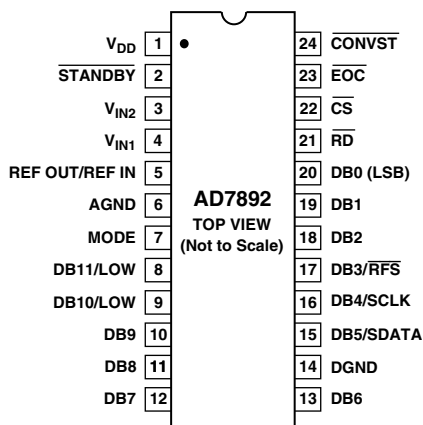 V_DD 1
STANDBY 2
V_IN2 3
V_IN1 4
REF OUT/REF IN 5
AGND 6
MODE 7
DB11/LOW 8
DB10/LOW 9
DB9 10
DB8 11
DB7 12
AD7892
TOP VIEW
(Not to Scale)
24 CONVST
23 EOC
22 CS
21 RD
20 DB0 (LSB)
19 DB1
18 DB2
17 DB3/RFS
16 DB4/SCLK
15 DB5/SDATA
14 DGND
13 DB6